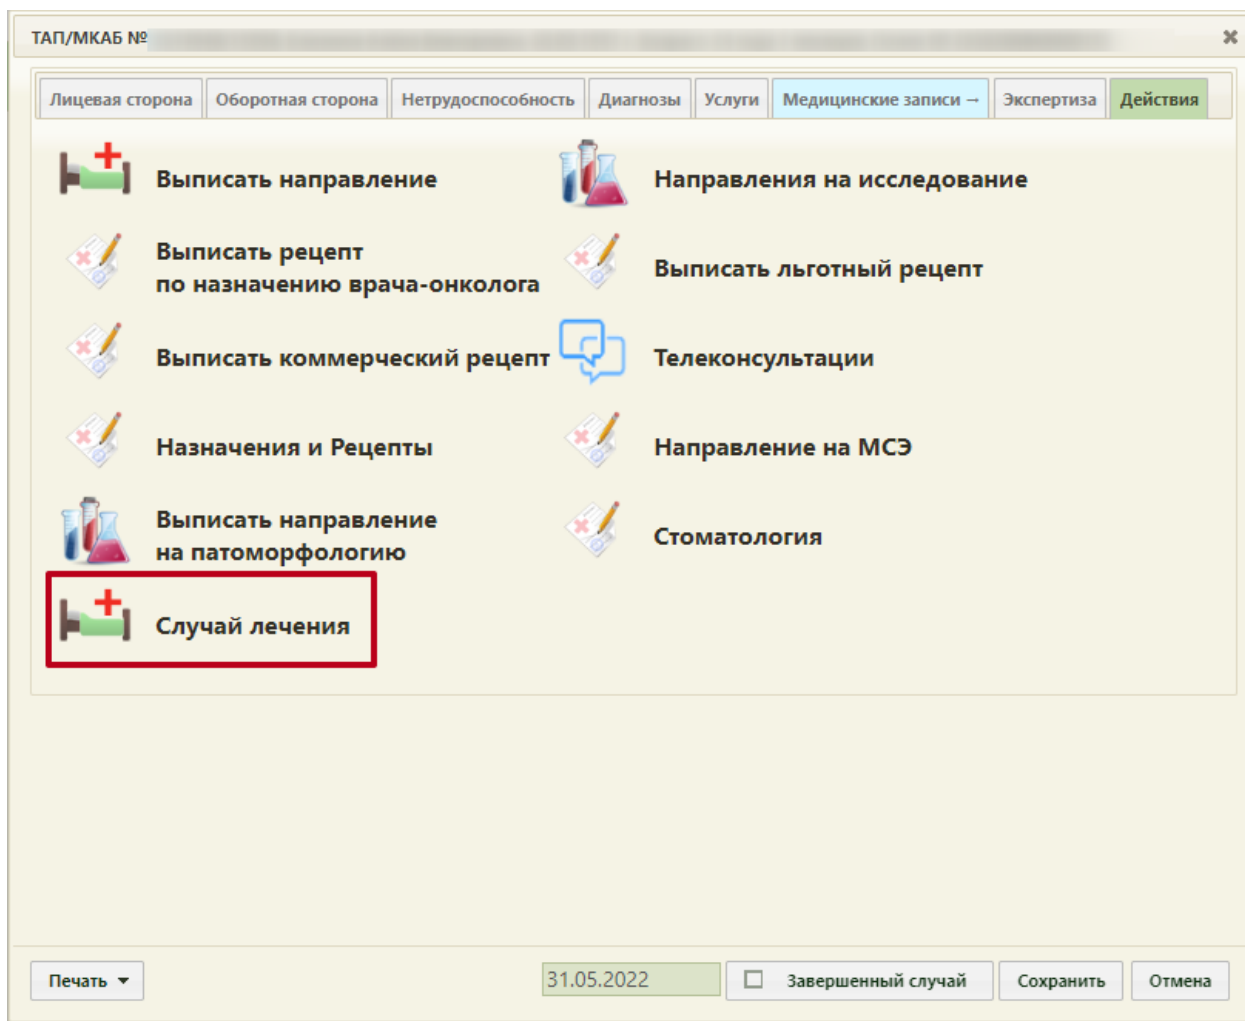 ТАП/МКАБ №
Лицевая сторона Оборотная сторона Нетрудоспособность Диагнозы Услуги Медицинские записи → Экспертиза Действия
Выписать направление
Направления на исследование
Выписать рецепт
по назначению врача-онколога
Выписать льготный рецепт
Выписать коммерческий рецепт
Телеконсультации
Назначения и Рецепты
Направление на МСЭ
Выписать направление
на патоморфологию
Стоматология
Случай лечения
Печать 31.05.2022 Завершенный случай Сохранить Отмена